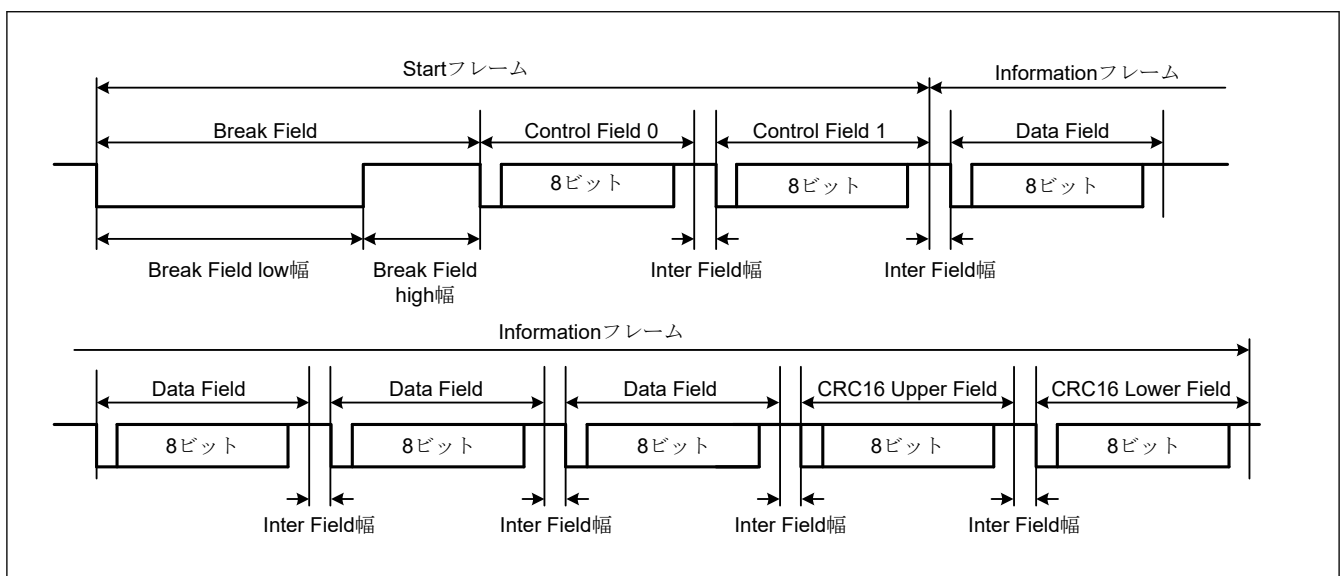 Startフレーム
Informationフレーム
Break Field
Control Field 0
Control Field 1
Data Field
8ビット
8ビット
8ビット
Break Field low幅
Break Field
high幅
Inter Field幅
Inter Field幅
Informationフレーム
Data Field
Data Field
Data Field
CRC16 Upper Field
CRC16 Lower Field
8ビット
8ビット
8ビット
8ビット
8ビット
Inter Field幅
Inter Field幅
Inter Field幅
Inter Field幅